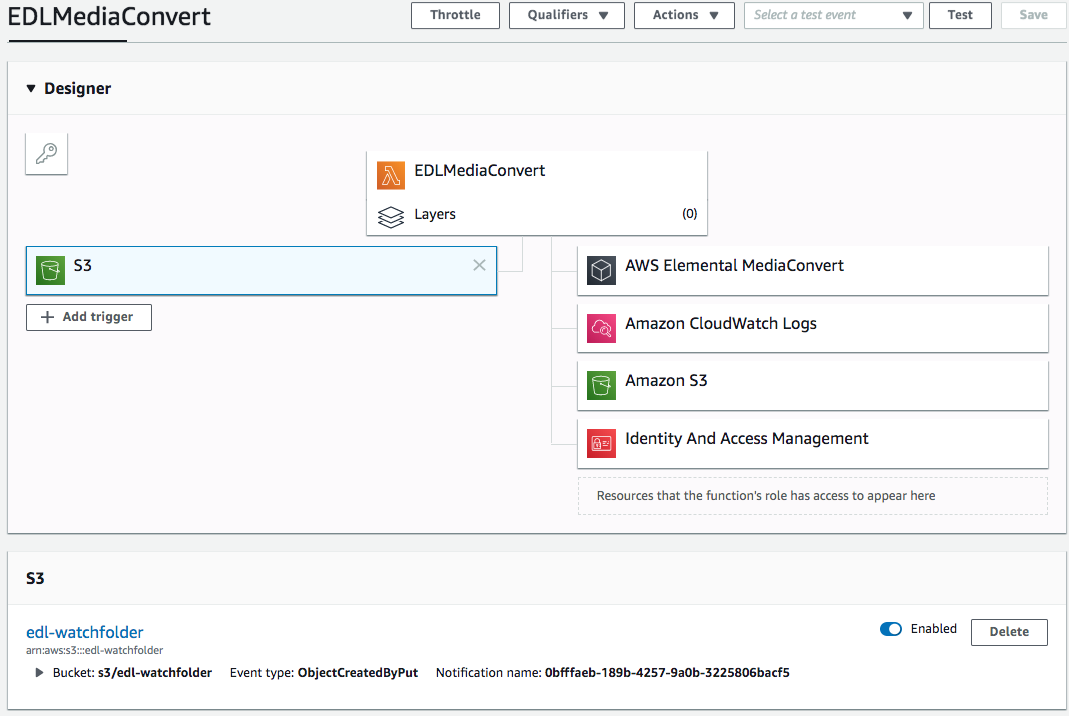 EDLMediaConvert
Throttle
Qualifiers
Actions
Select a test event
Test
Save
Designer
EDLMediaConvert
Layers
(0)
S3
Add trigger
AWS Elemental MediaConvert
Amazon CloudWatch Logs
Amazon S3
Identity And Access Management
Resources that the function's role has access to appear here
S3
edl-watchfolder
Enabled
Delete
arn:aws:s3:::edl-watchfolder
Bucket: s3/edl-watchfolder Event type: ObjectCreatedByPut Notification name: 0bfffaeb-189b-4257-9a0b-3225806bacf5